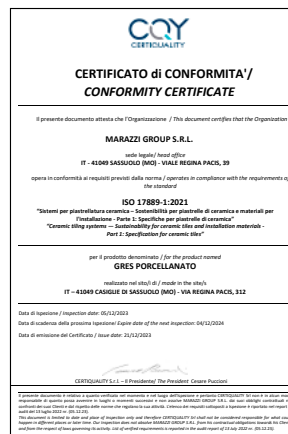 CQY
CERTIQUALITY
CERTIFICATO di CONFORMITA'/
CONFORMITY CERTIFICATE
Il presente documento attesta che l'Organizzazione / This document certifies that the Organization
MARAZZI GROUP S.R.L.
sede legale/ head office
IT - 41049 SASSUOLO (MO) - VIALE REGINA PACIS, 39
opera in conformità ai requisiti previsti dalla norma / operates in compliance with the requirements of
the standard
ISO 17889-1:2021
"Sistemi per piastrellatura ceramica – Sostenibilità per piastrelle di ceramica e materiali per
l'installazione - Parte 1: Specifiche per piastrelle di ceramica"
"Ceramic tiling systems — Sustainability for ceramic tiles and installation materials -
Part 1: Specification for ceramic tiles"
per il prodotto denominato / for the product named
GRES PORCELLANATO
realizzato nel sito/i di / made in the site/s
IT – 41049 CASIGLIE DI SASSUOLO (MO) - VIA REGINA PACIS, 312
Data di Ispezione / Inspection date: 05/12/2023
Data di scadenza della prossima Ispezione/ Expire date of the next inspection: 04/12/2024
Data di emissione del Certificato / Issue date: 21/12/2023
CERTIQUALITY S.r.l. – Il Presidente/ The President Cesare Puccioni